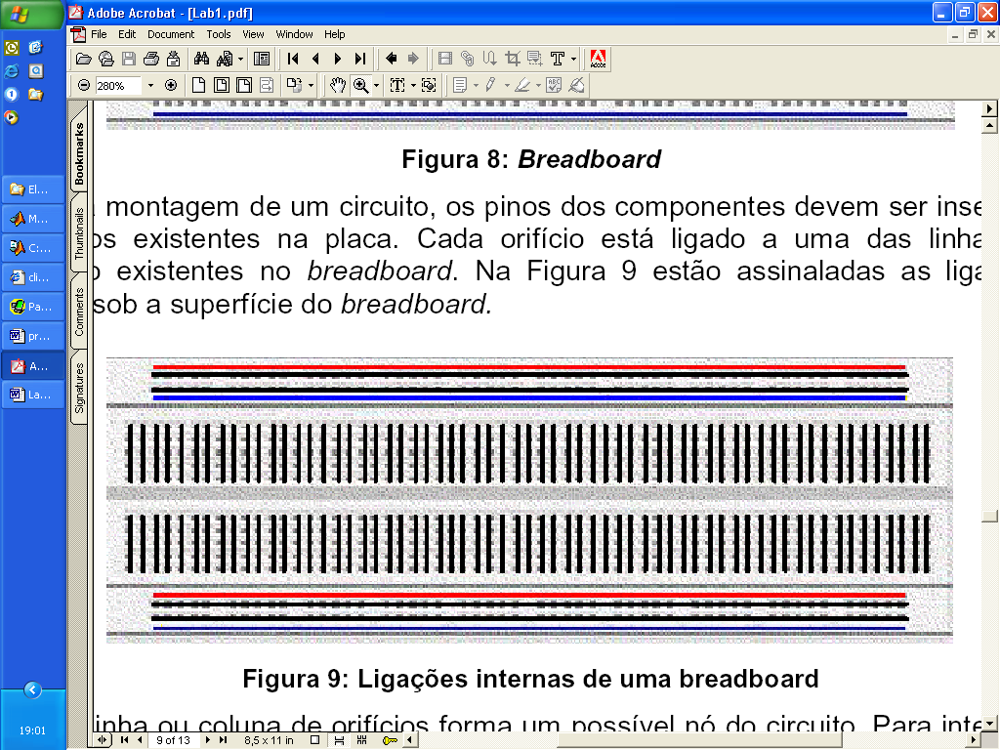 Adobe Acrobat - [Lab1.pdf]
File Edit Document Tools View Window Help
280%
Bookmarks
Thumbnails
Comments
Signatures
El...
M...
C:...
cli...
Pa...
pr...
A...
La...
19:01
Figura 8: Breadboard
montagem de um circuito, os pinos dos componentes devem ser inse
os existentes na placa. Cada orifício está ligado a uma das linha
existentes no breadboard. Na Figura 9 estão assinaladas as liga
sob a superfície do breadboard.
Figura 9: Ligações internas de uma breadboard
inha ou coluna de orifícios forma um possível nó do circuito. Para inte
9 of 13
8,5 x 11 in